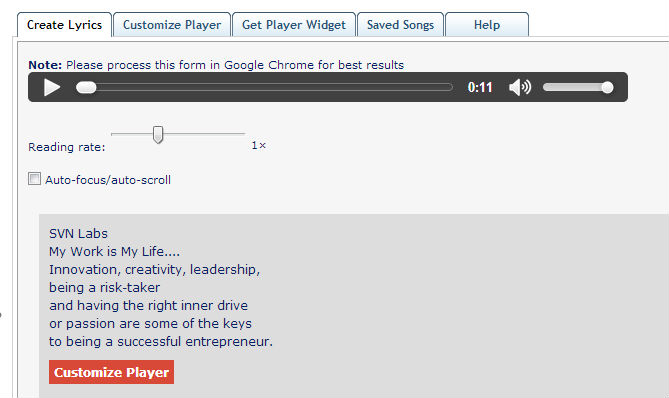 Create Lyrics Customize Player Get Player Widget Saved Songs Help
Note: Please process this form in Google Chrome for best results
0:11
Reading rate: 1×
Auto-focus/auto-scroll
SVN Labs
My Work is My Life....
Innovation, creativity, leadership,
being a risk-taker
and having the right inner drive
or passion are some of the keys
to being a successful entrepreneur.
Customize Player